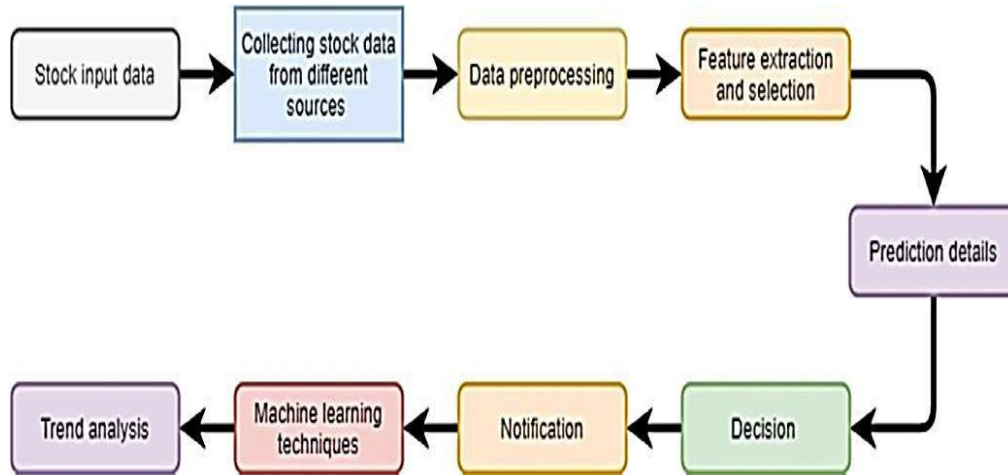 Stock input data
Collecting stock data
from different
sources
Data preprocessing
Feature extraction
and selection
Prediction details
Decision
Notification
Machine learning
techniques
Trend analysis